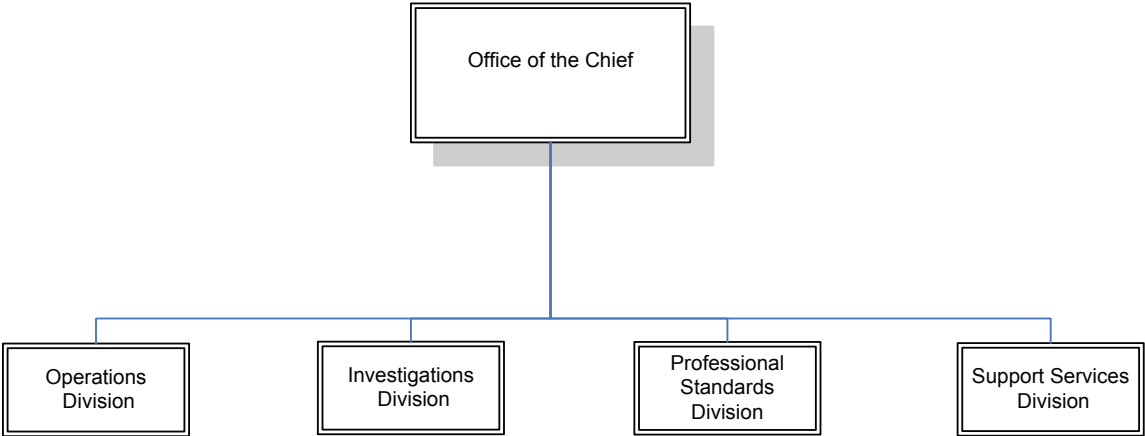 Office of the Chief
Operations
Division
Investigations
Division
Professional
Standards
Division
Support Services
Division